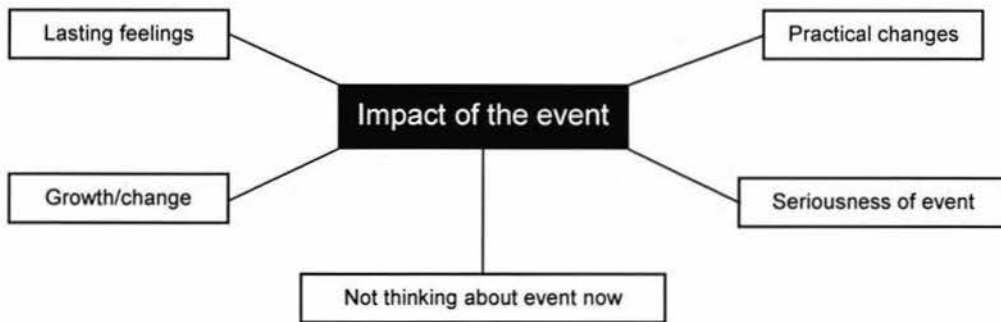 Lasting feelings
Practical changes
Impact of the event
Growth/change
Seriousness of event
Not thinking about event now